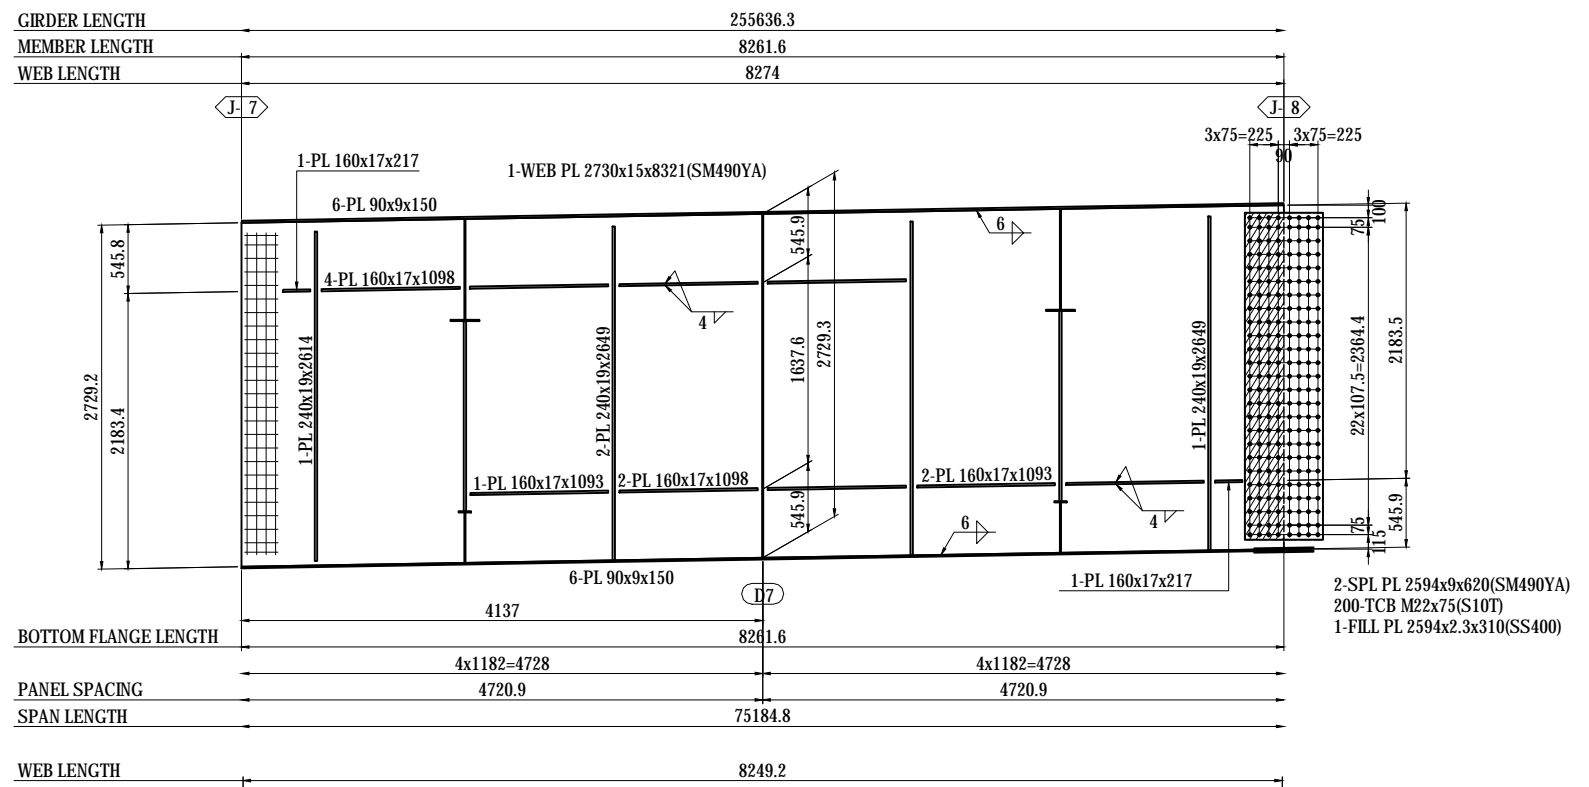 GIRDER LENGTH 255636.3
MEMBER LENGTH 8261.6
WEB LENGTH 8274
J- 7
J- 8
3x75=225 3x75=225
90
1-PL 160x17x217
1-WEB PL 2730x15x8321(SM490YA)
6-PL 90x9x150
6
100
75
545.8
545.9
4-PL 160x17x1098
4
2729.2
2183.4
1-PL 240x19x2614
2-PL 240x19x2649
1637.6
2729.3
1-PL 240x19x2649
22x107.5=2364.4
2183.5
1-PL 160x17x1093
2-PL 160x17x1098
2-PL 160x17x1093
545.9
6
4
75
115
545.9
6-PL 90x9x150
1-PL 160x17x217
D7
2-SPL PL 2594x9x620(SM490YA)
200-TCB M22x75(S10T)
1-FILL PL 2594x2.3x310(SS400)
4137
BOTTOM FLANGE LENGTH 8261.6
4x1182=4728 4x1182=4728
PANEL SPACING 4720.9 4720.9
SPAN LENGTH 75184.8
WEB LENGTH 8249.2